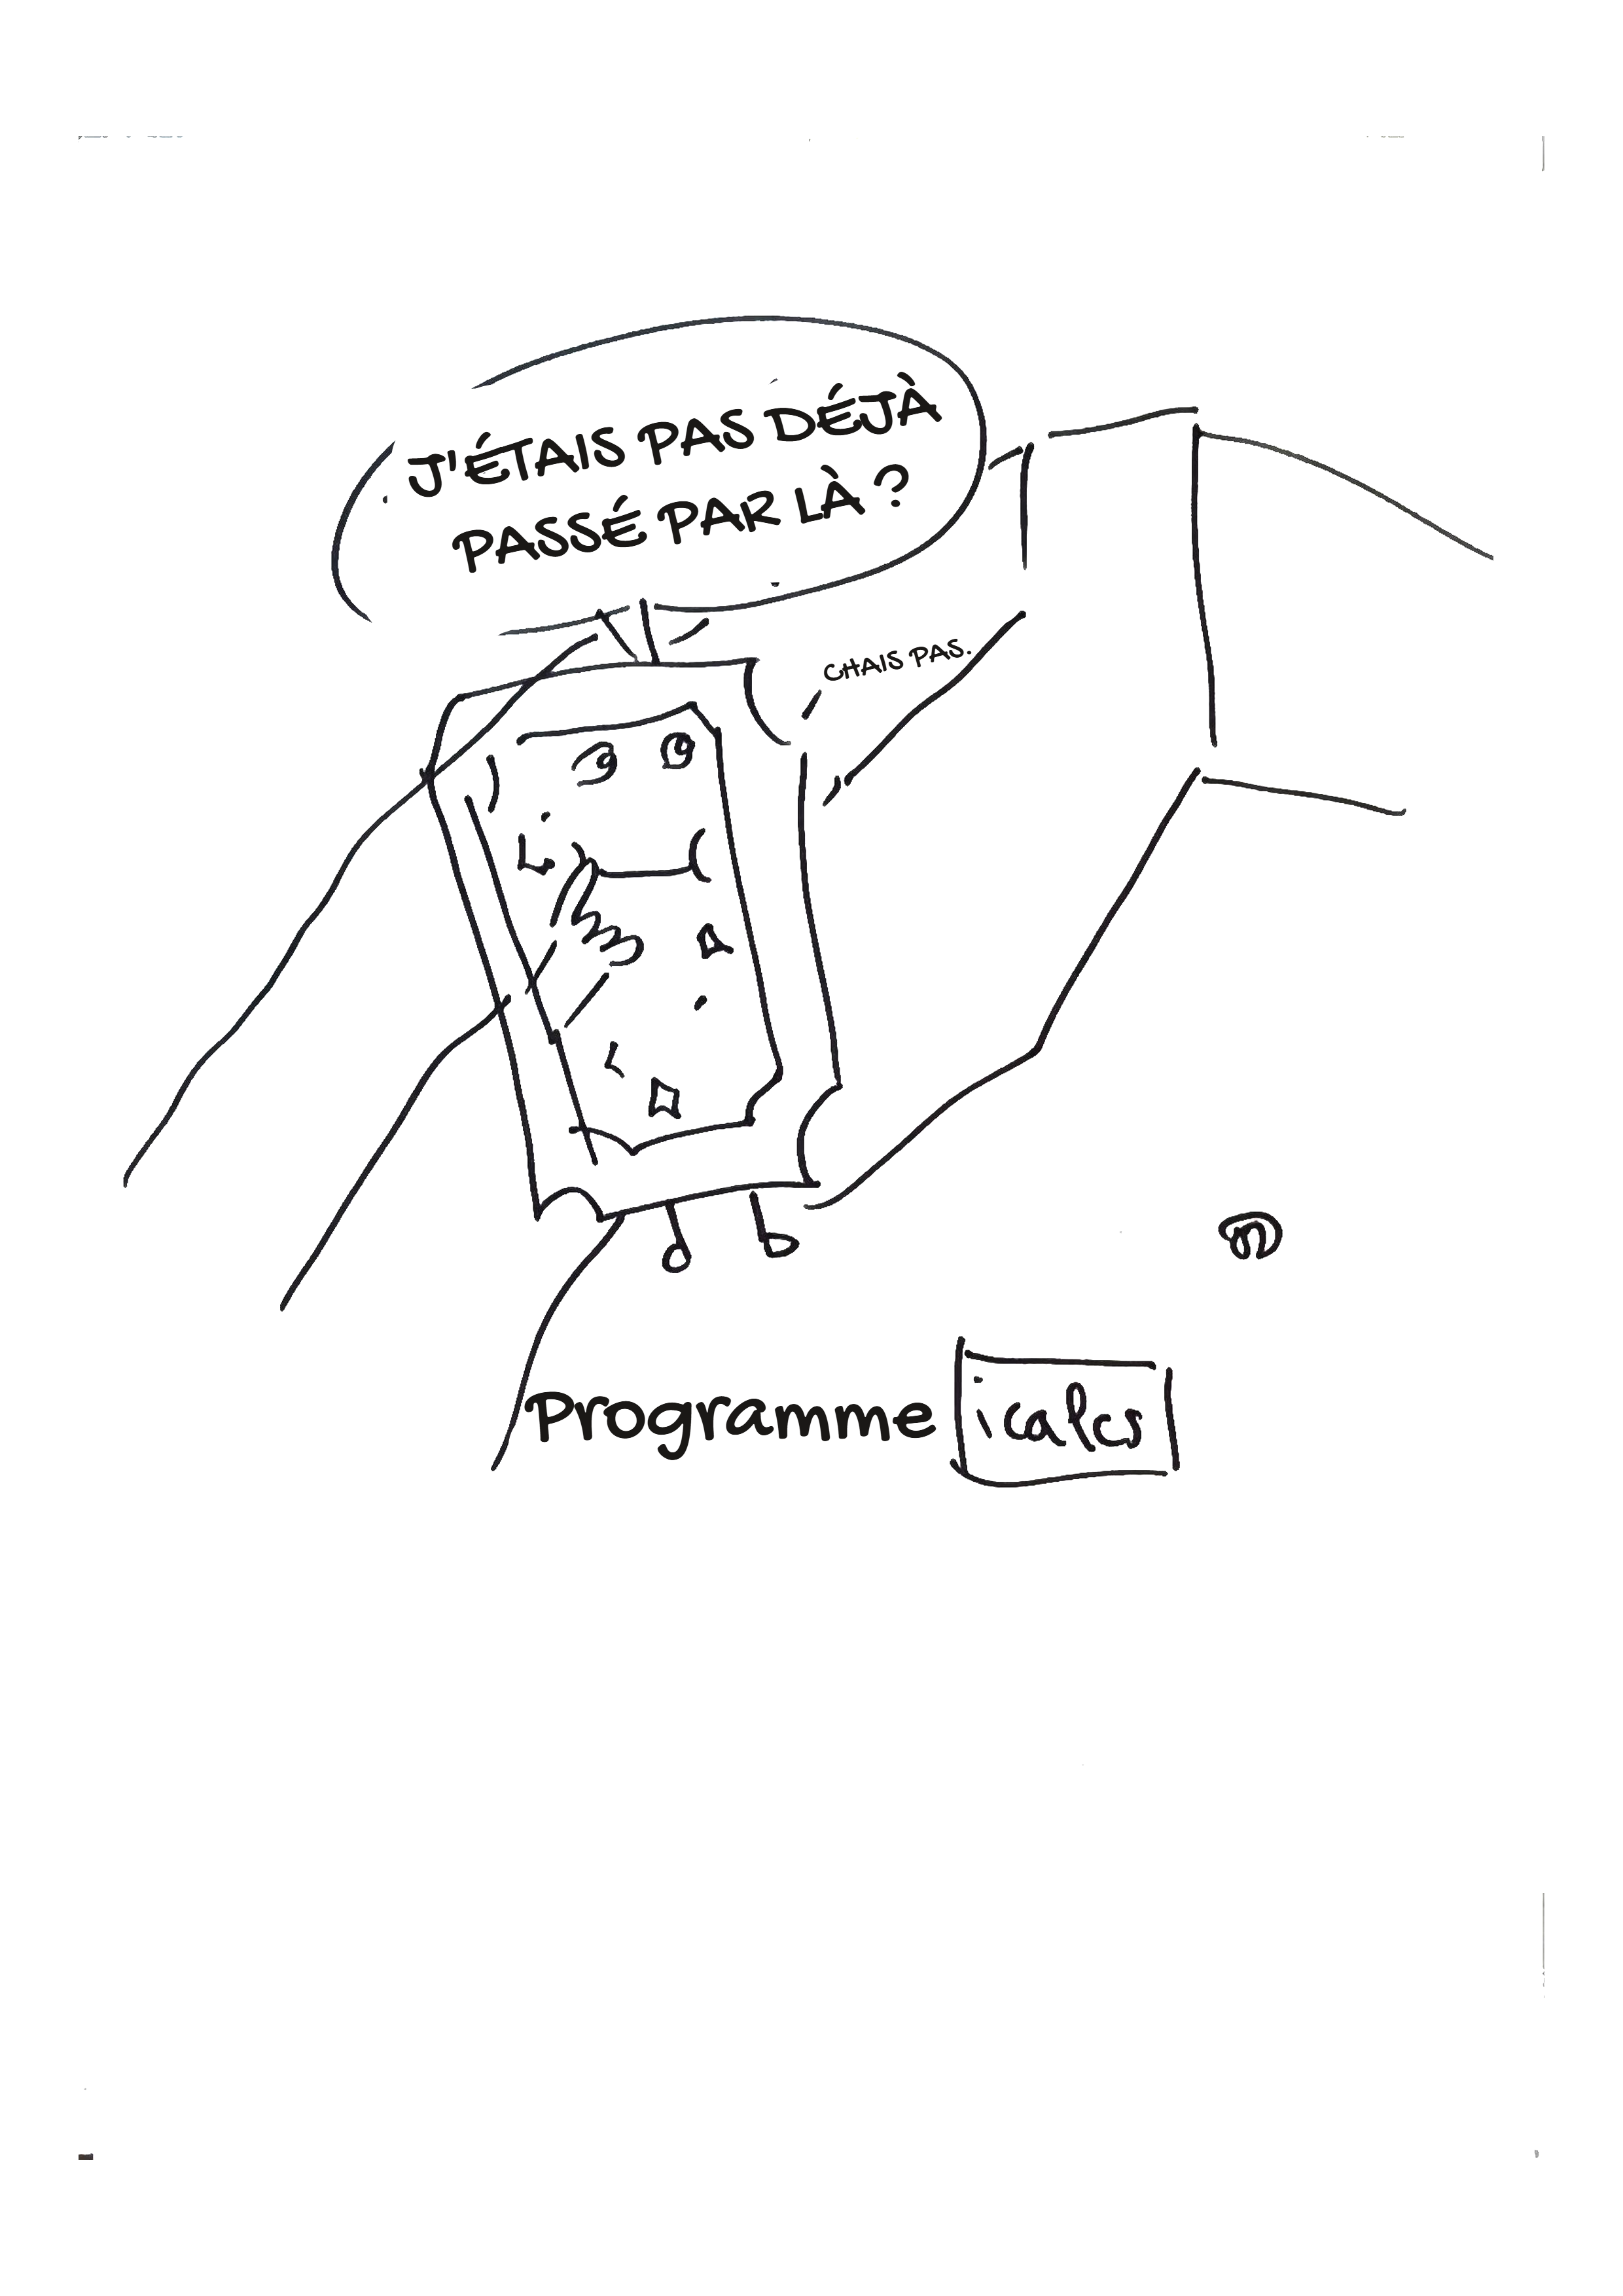 J'ÉTAIS PAS DÉJÀ
PASSÉ PAR LÀ ?
CHAIS PAS.
Programme icalcs